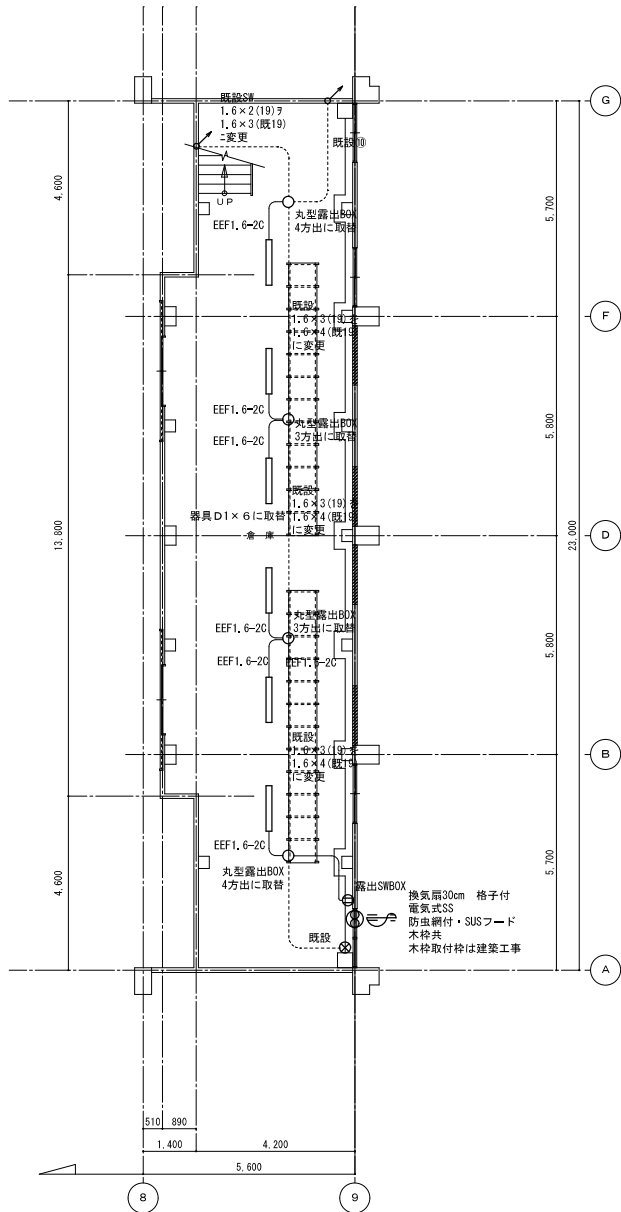 G
既設SW
1.6×2(19)ヲ
1.6×3(既19)
ニ変更
既設⑩
4,600
5,700
UP
丸型露出BOX
4方出に取替
EEF1.6-2C
既設
1.6×3(19)を
1.6×4(既19)
に変更
F
EEF1.6-2C
丸型露出BOX
3方出に取替
EEF1.6-2C
5,800
既設
1.6×3(19)を
1.6×4(既19)
に変更
器具D1×6に取替
倉庫
13,800
D
23,000
丸型露出BOX
3方出に取替
EEF1.6-2C
EEF1.6-2C
EEF1.6-2C
5,800
既設
1.6×3(19)を
1.6×4(既19)
に変更
B
EEF1.6-2C
丸型露出BOX
4方出に取替
4,600
5,700
露出SWBOX
換気扇30cm 格子付
電気式SS
防虫網付・SUSフード
木枠共
木枠取付枠は建築工事
既設
A
510
890
1,400
4,200
5,600
8
9